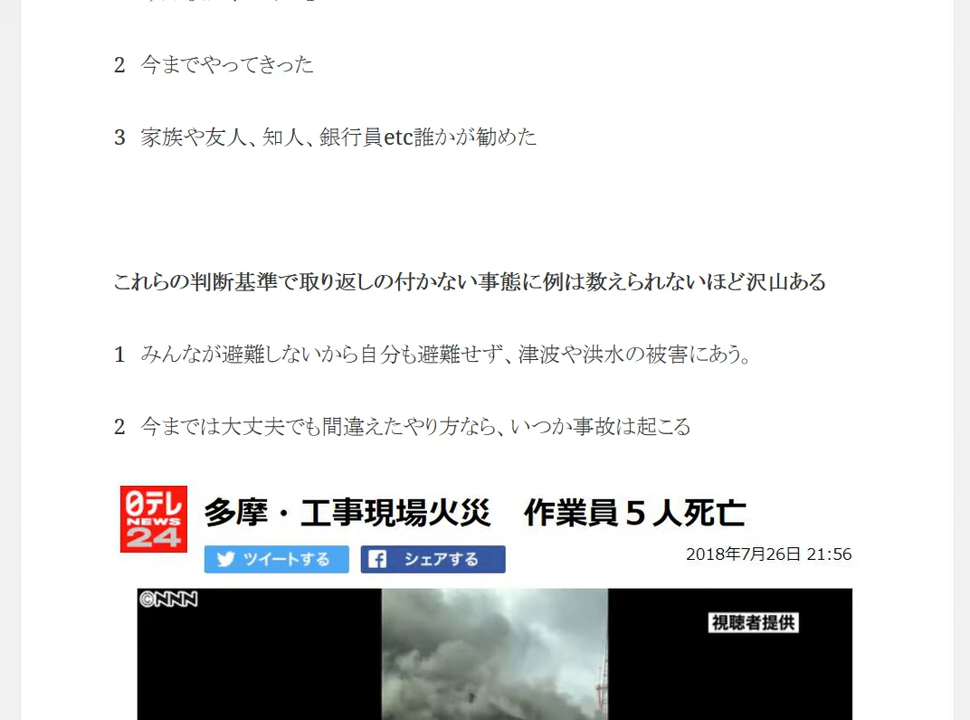 2 今までやってきった
3 家族や友人、知人、銀行員etc誰かが勧めた
これらの判断基準で取り返しの付かない事態に例は数えられないほど沢山ある
1 みんなが避難しないから自分も避難せず、津波や洪水の被害にあう。
2 今までは大丈夫でも間違えたやり方なら、いつか事故は起こる
日テレ
NEWS
24
多摩・工事現場火災 作業員５人死亡
ツイートする
シェアする
2018年7月26日 21:56
©NNN
視聴者提供